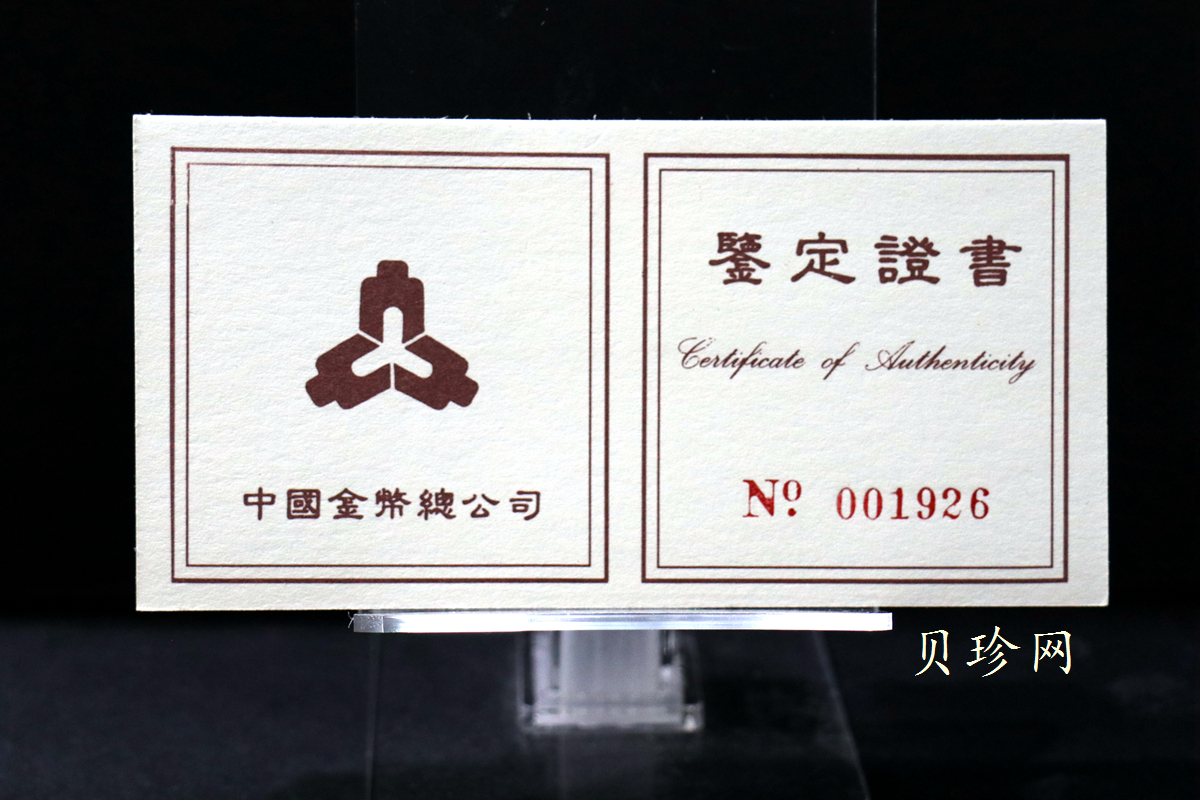 中國金幣總公司
鑒定證書
Certificate of Authenticity
Nº 001926
贝珍网